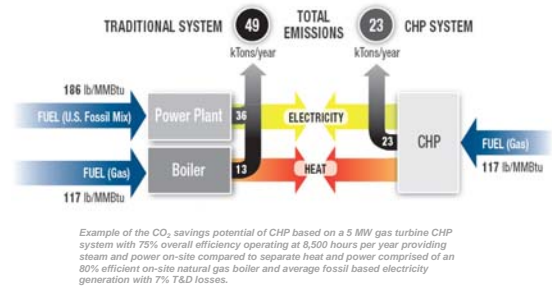 TRADITIONAL SYSTEM 49 TOTAL EMISSIONS 23 CHP SYSTEM
kTons/year kTons/year
186 lb/MMBtu
FUEL (U.S. Fossil Mix) Power Plant 36 ELECTRICITY
23 CHP FUEL (Gas)
FUEL (Gas) Boiler 13 HEAT
117 lb/MMBtu
117 lb/MMBtu
Example of the CO₂ savings potential of CHP based on a 5 MW gas turbine CHP
system with 75% overall efficiency operating at 8,500 hours per year providing
steam and power on-site compared to separate heat and power comprised of an
80% efficient on-site natural gas boiler and average fossil based electricity
generation with 7% T&D losses.